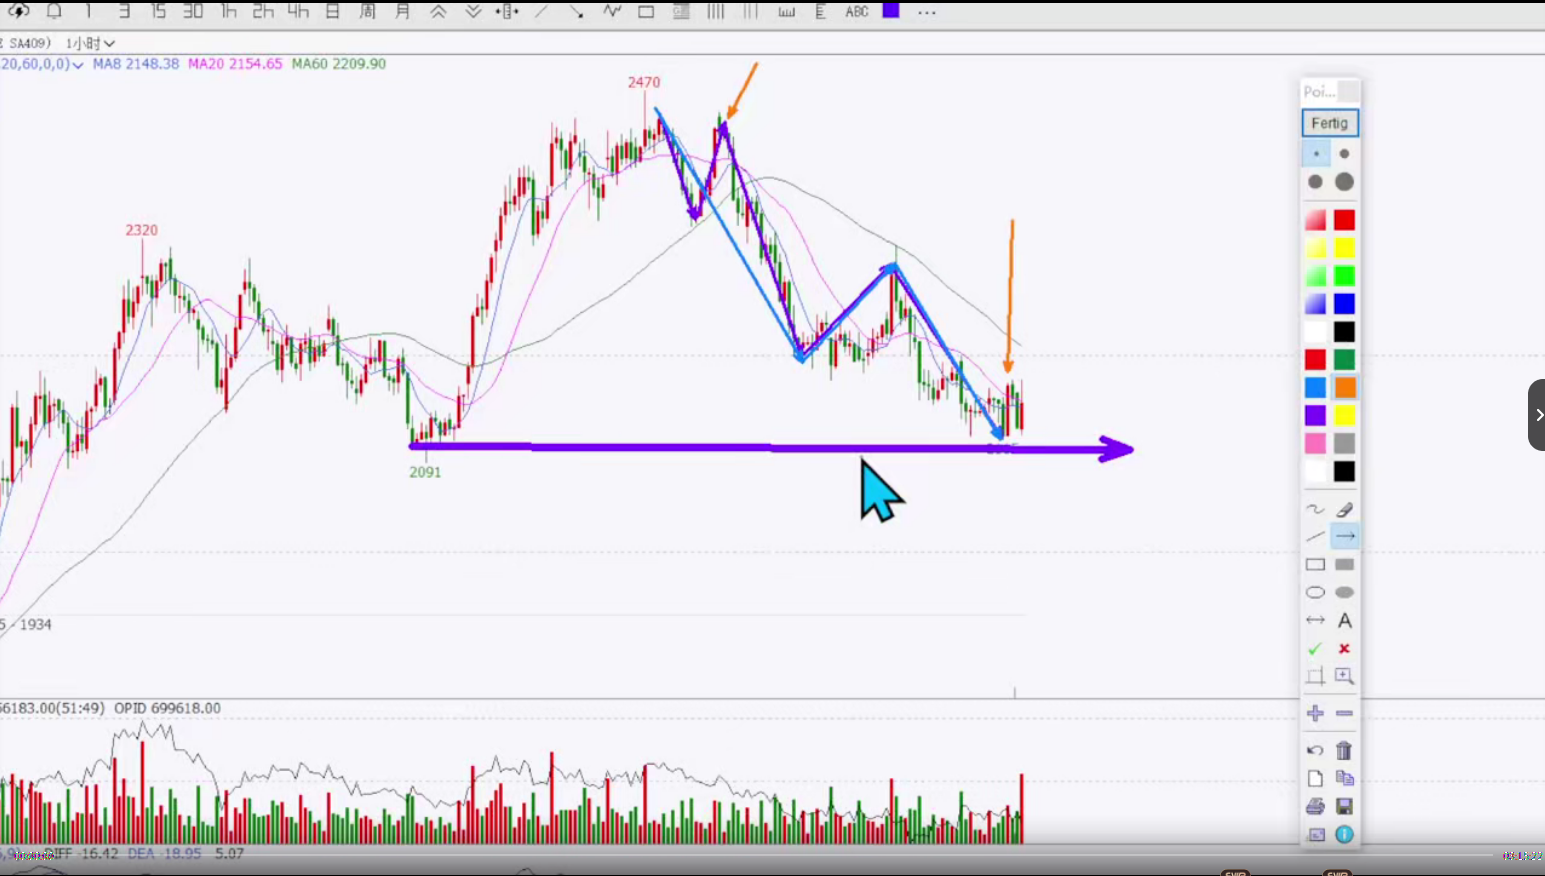 1 3 15 30 1h 2h 4h 日 周 月 ABC ...
SA409) 1小时
20,60,0,0) MA8 2148.38 MA20 2154.65 MA60 2209.90
2470
Poi...
Fertig
2320
2091
A
5 - 1934
66183.00(51:49) OPID 699618.00
DIFF -16.42 DEA -18.95 5.07